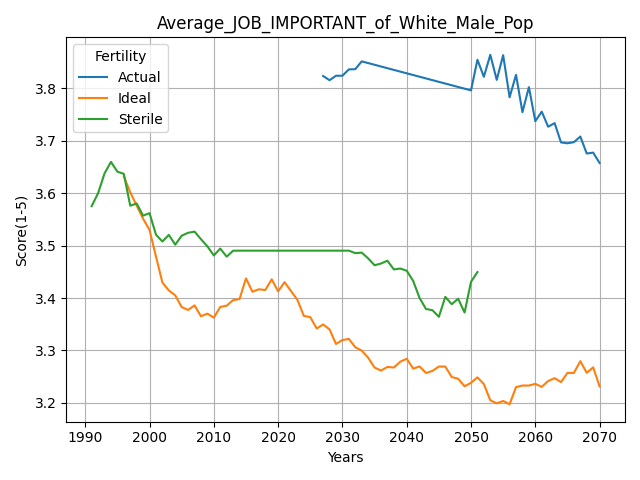 Average_JOB_IMPORTANT_of_White_Male_Pop
Fertility
Actual
Ideal
Sterile
Score(1-5)
3.8
3.7
3.6
3.5
3.4
3.3
3.2
1990 2000 2010 2020 2030 2040 2050 2060 2070
Years